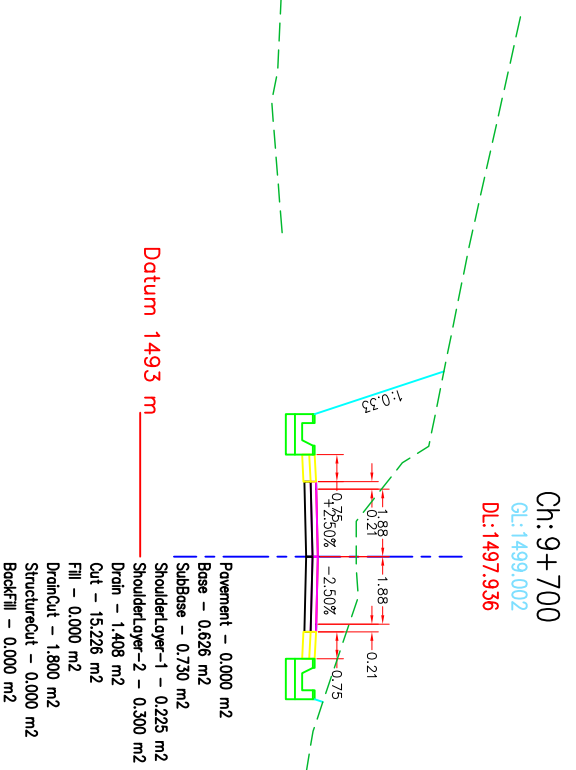 Ch: 9+700
GL:1499.002
DL:1497.936
1:0.33
0.75
0.21
1.88
1.88
0.21
0.75
+2.50%
-2.50%
Datum 1493 m
Pavement - 0.000 m2
Base - 0.626 m2
SubBase - 0.730 m2
ShoulderLayer-1 - 0.225 m2
ShoulderLayer-2 - 0.300 m2
Drain - 1.408 m2
Cut - 15.226 m2
Fill - 0.000 m2
DrainCut - 1.800 m2
StructureCut - 0.000 m2
BackFill - 0.000 m2